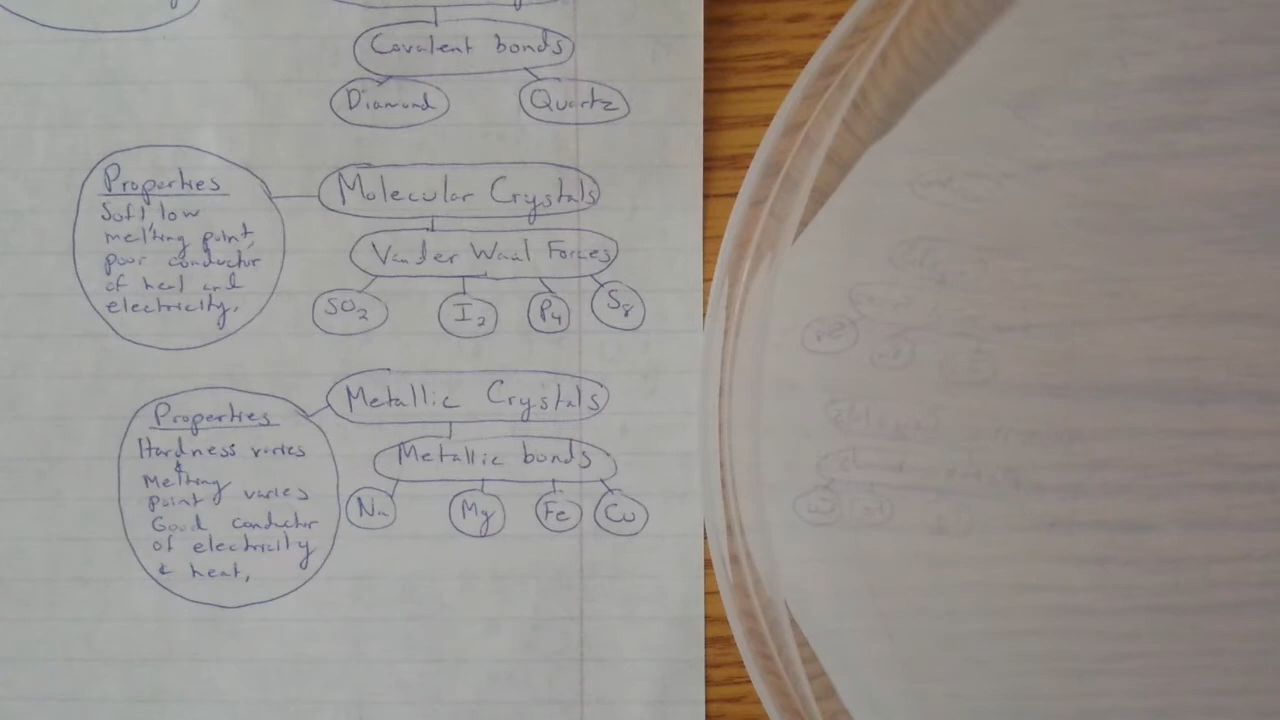 Covalent bonds
Diamond
Quartz
Properties
Soft, low
melting point,
poor conductor
of heat and
electricity.
Molecular Crystals
Vander Waal Forces
SO2
I2
P4
S8
Properties
Hardness varies
&
Melting
point varies
Good conductor
of electricity
& heat,
Metallic Crystals
Metallic bonds
Na
Mg
Fe
Cu